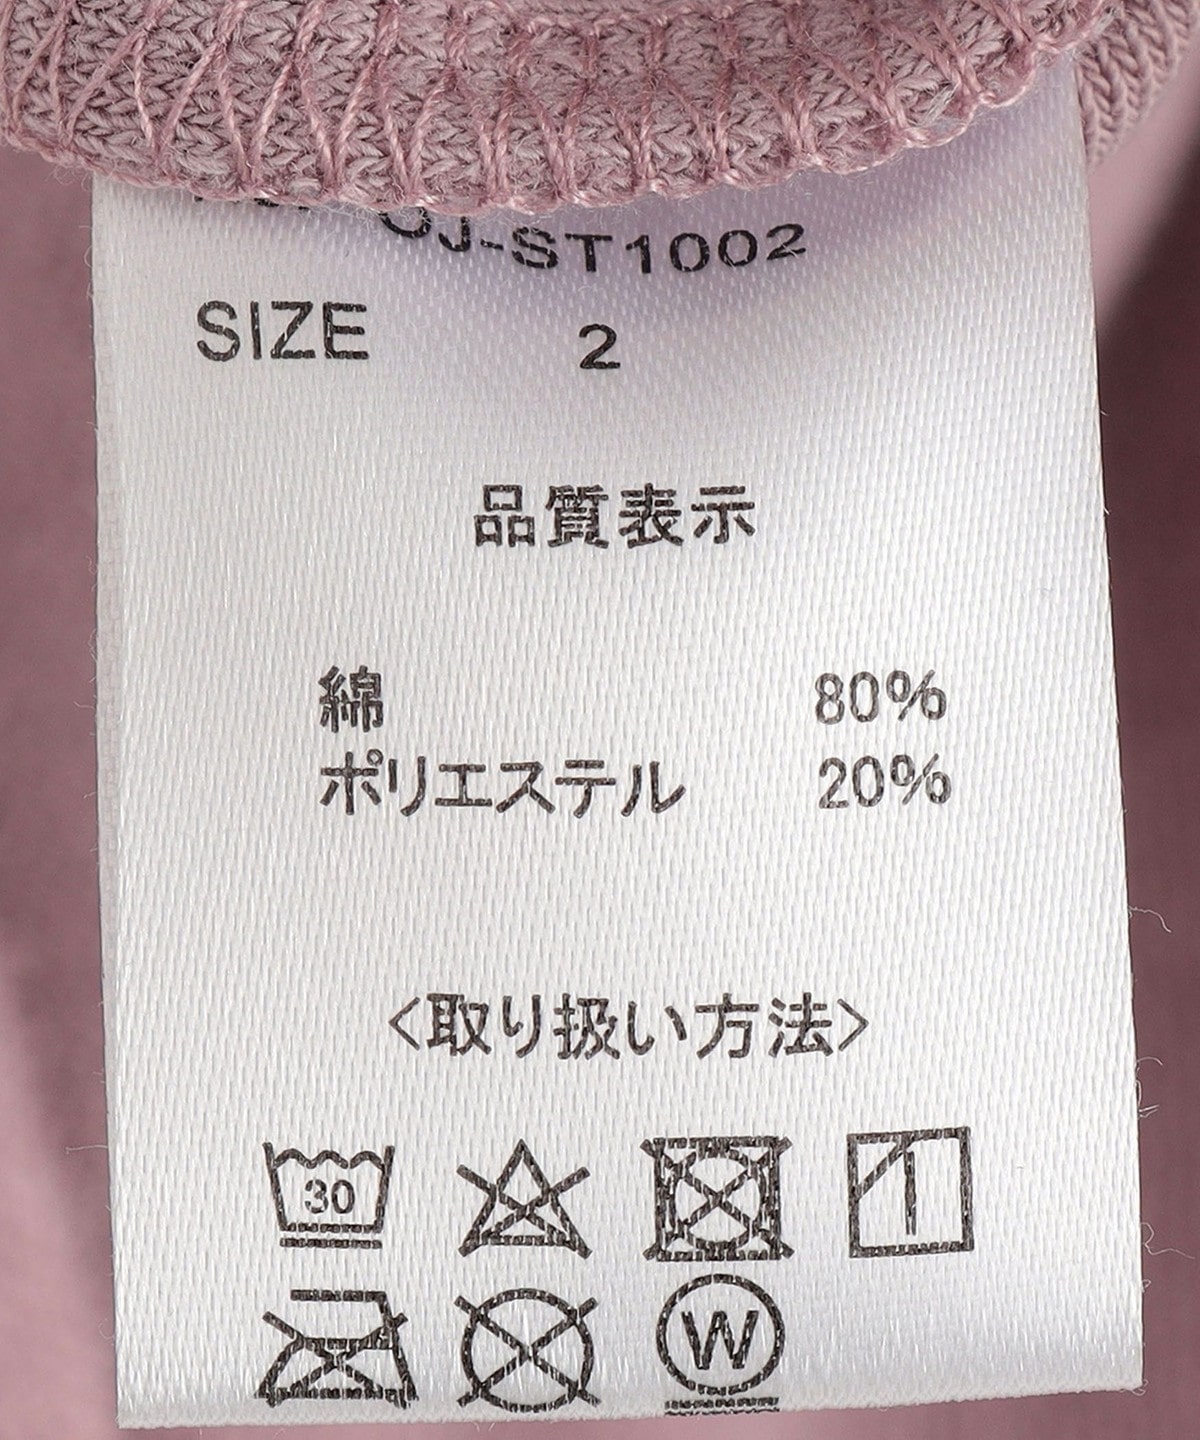 OJ-ST1002
SIZE 2
品質表示
綿 80%
ポリエステル 20%
〈取り扱い方法〉
30
W